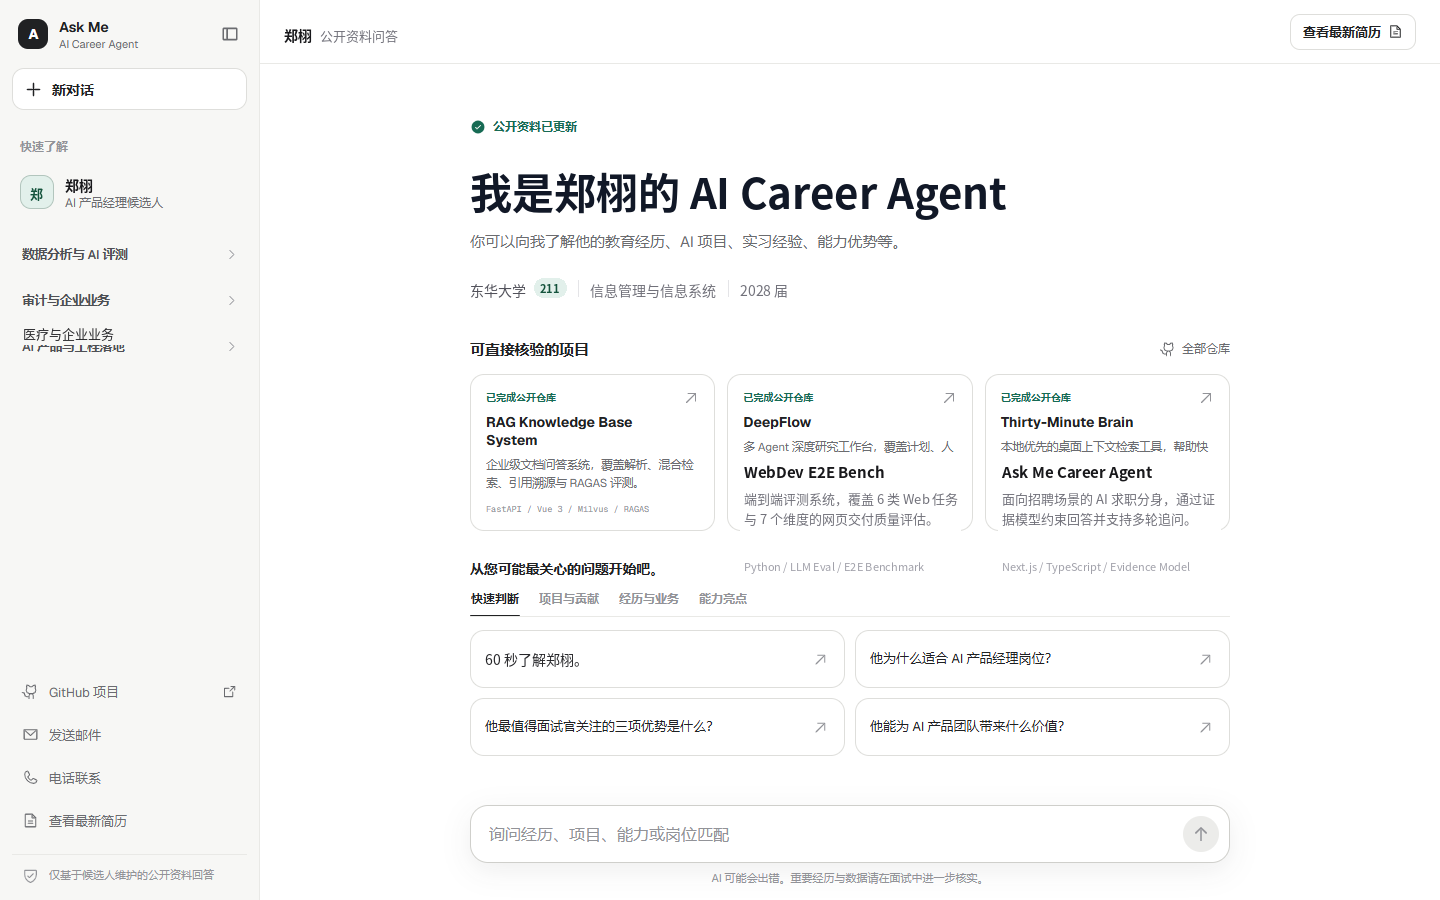 A
Ask Me
AI Career Agent
新对话
快速了解
郑
郑栩
AI 产品经理候选人
数据分析与 AI 评测
审计与企业业务
医疗与企业业务
AI 产品与工程落地
GitHub 项目
发送邮件
电话联系
查看最新简历
仅基于候选人维护的公开资料回答
郑栩 公开资料问答
查看最新简历
公开资料已更新
我是郑栩的 AI Career Agent
你可以向我了解他的教育经历、AI 项目、实习经验、能力优势等。
东华大学 211 信息管理与信息系统 2028 届
可直接核验的项目
全部仓库
已完成公开仓库
RAG Knowledge Base
System
企业级文档问答系统，覆盖解析、混合检
索、引用溯源与 RAGAS 评测。
FastAPI / Vue 3 / Milvus / RAGAS
已完成公开仓库
DeepFlow
多 Agent 深度研究工作台，覆盖计划、人
WebDev E2E Bench
端到端评测系统，覆盖 6 类 Web 任务
与 7 个维度的网页交付质量评估。
Python / LLM Eval / E2E Benchmark
已完成公开仓库
Thirty-Minute Brain
本地优先的桌面上下文检索工具，帮助快
Ask Me Career Agent
面向招聘场景的 AI 求职分身，通过证
据模型约束回答并支持多轮追问。
Next.js / TypeScript / Evidence Model
从您可能最关心的问题开始吧。
快速判断 项目与贡献 经历与业务 能力亮点
60 秒了解郑栩。
他为什么适合 AI 产品经理岗位?
他最值得面试官关注的三项优势是什么?
他能为 AI 产品团队带来什么价值?
询问经历、项目、能力或岗位匹配
AI 可能会出错。重要经历与数据请在面试中进一步核实。